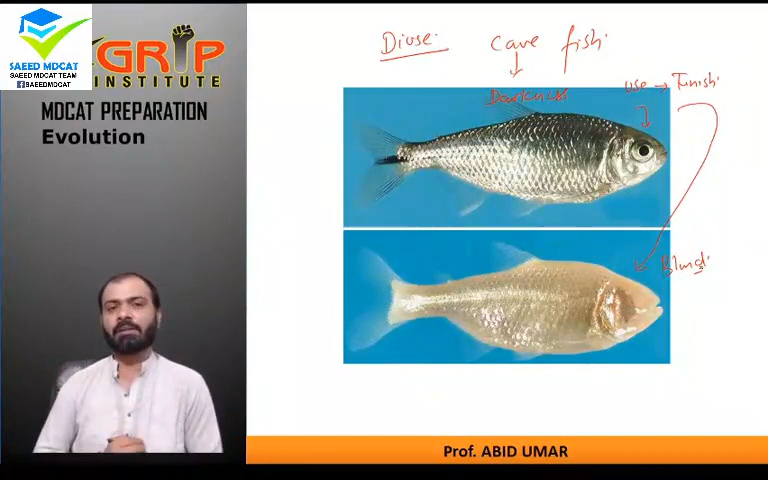 SAEED MDCAT
SAEED MDCAT TEAM
SAEEDMDCAT
GRIP
INSTITUTE
MDCAT PREPARATION
Evolution
Diuse cave fish
Darkness
use → Finish
Blind
Prof. ABID UMAR